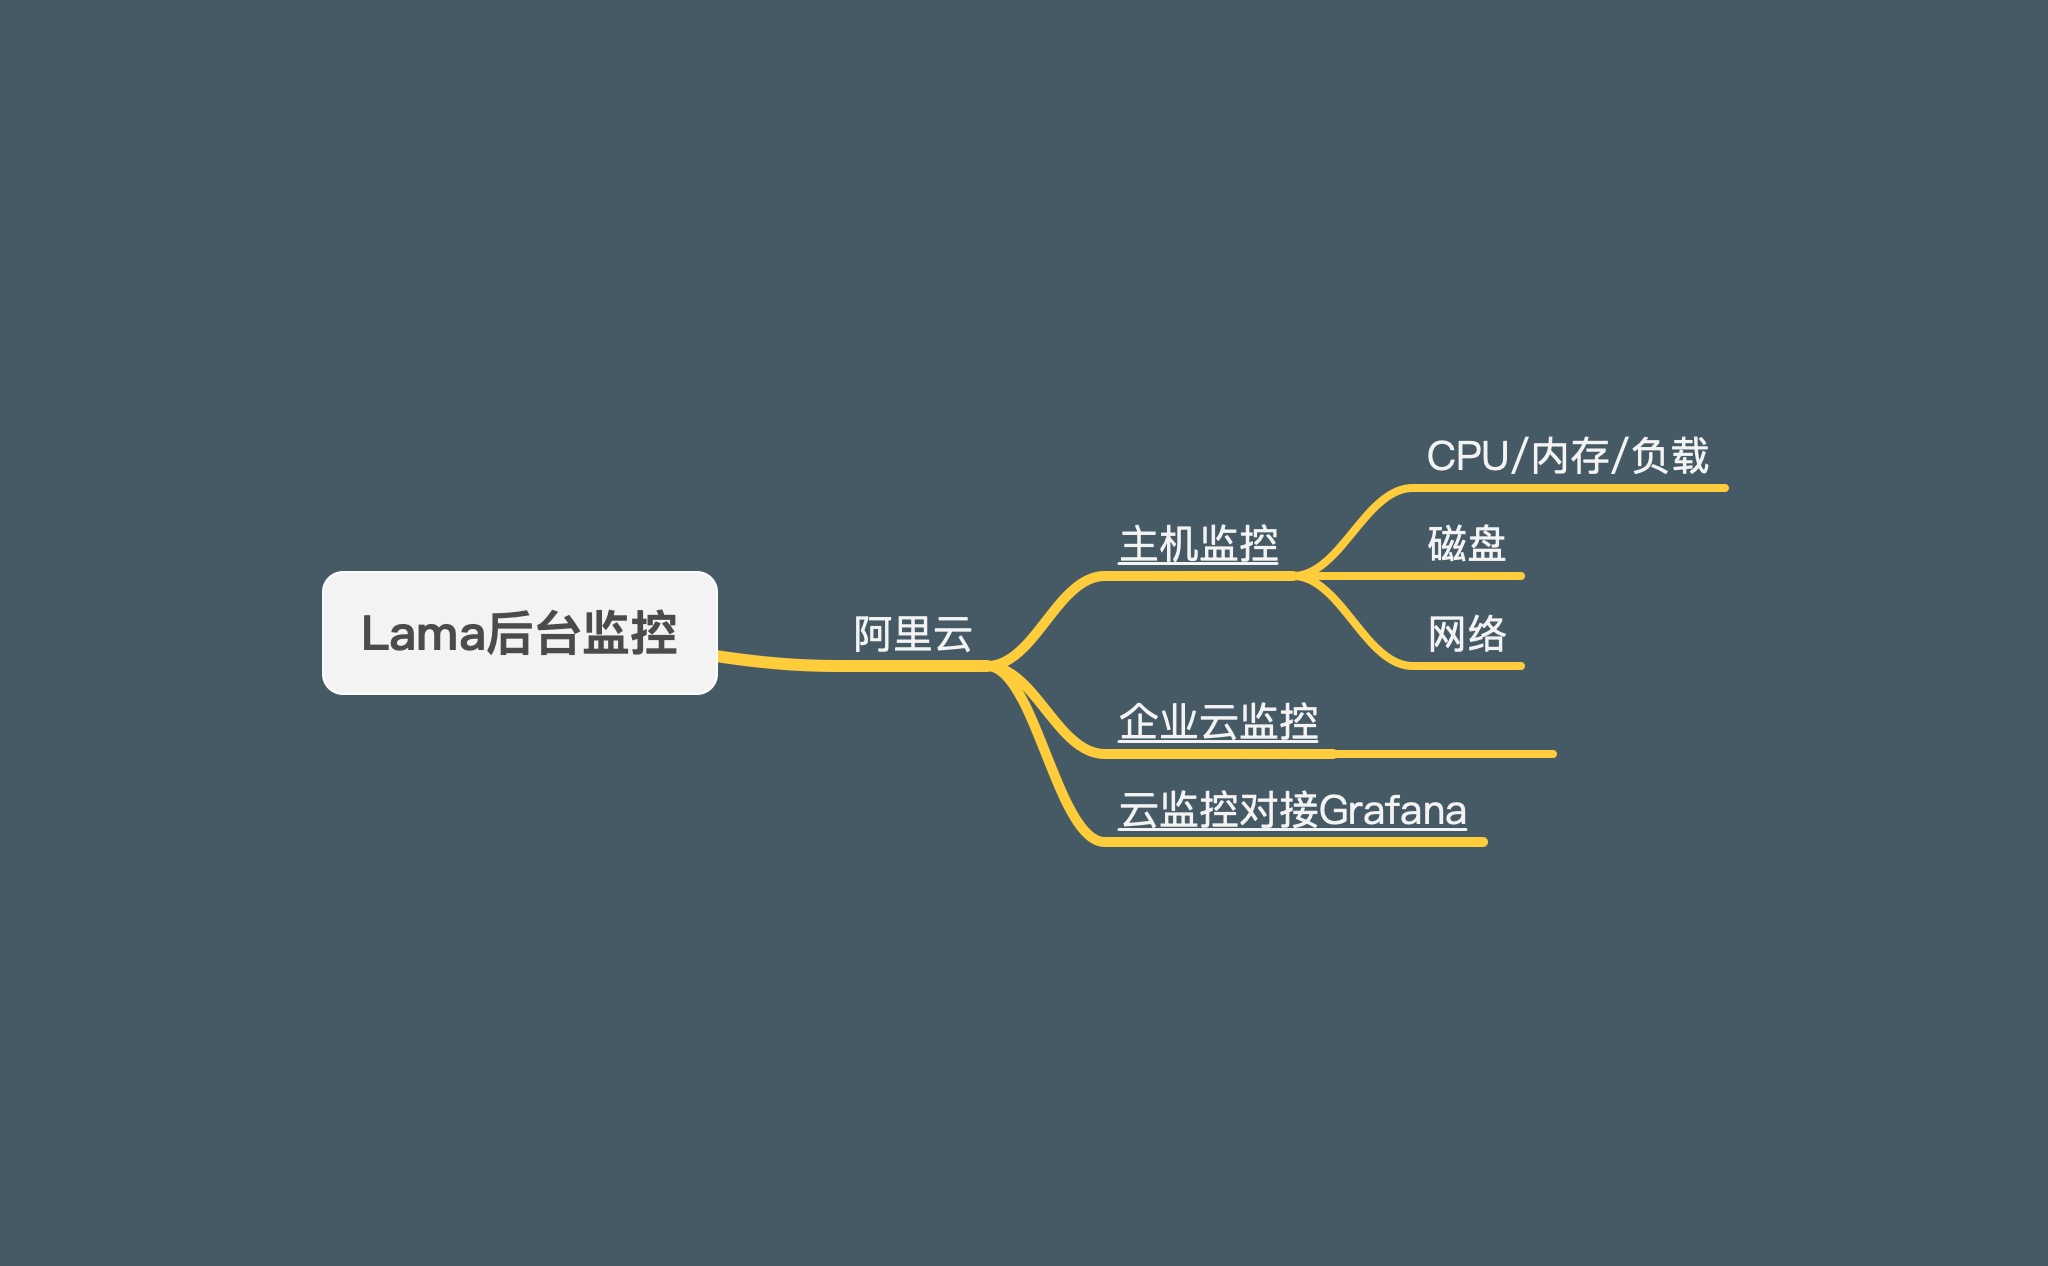 Lama后台监控
阿里云
主机监控
CPU/内存/负载
磁盘
网络
企业云监控
云监控对接Grafana